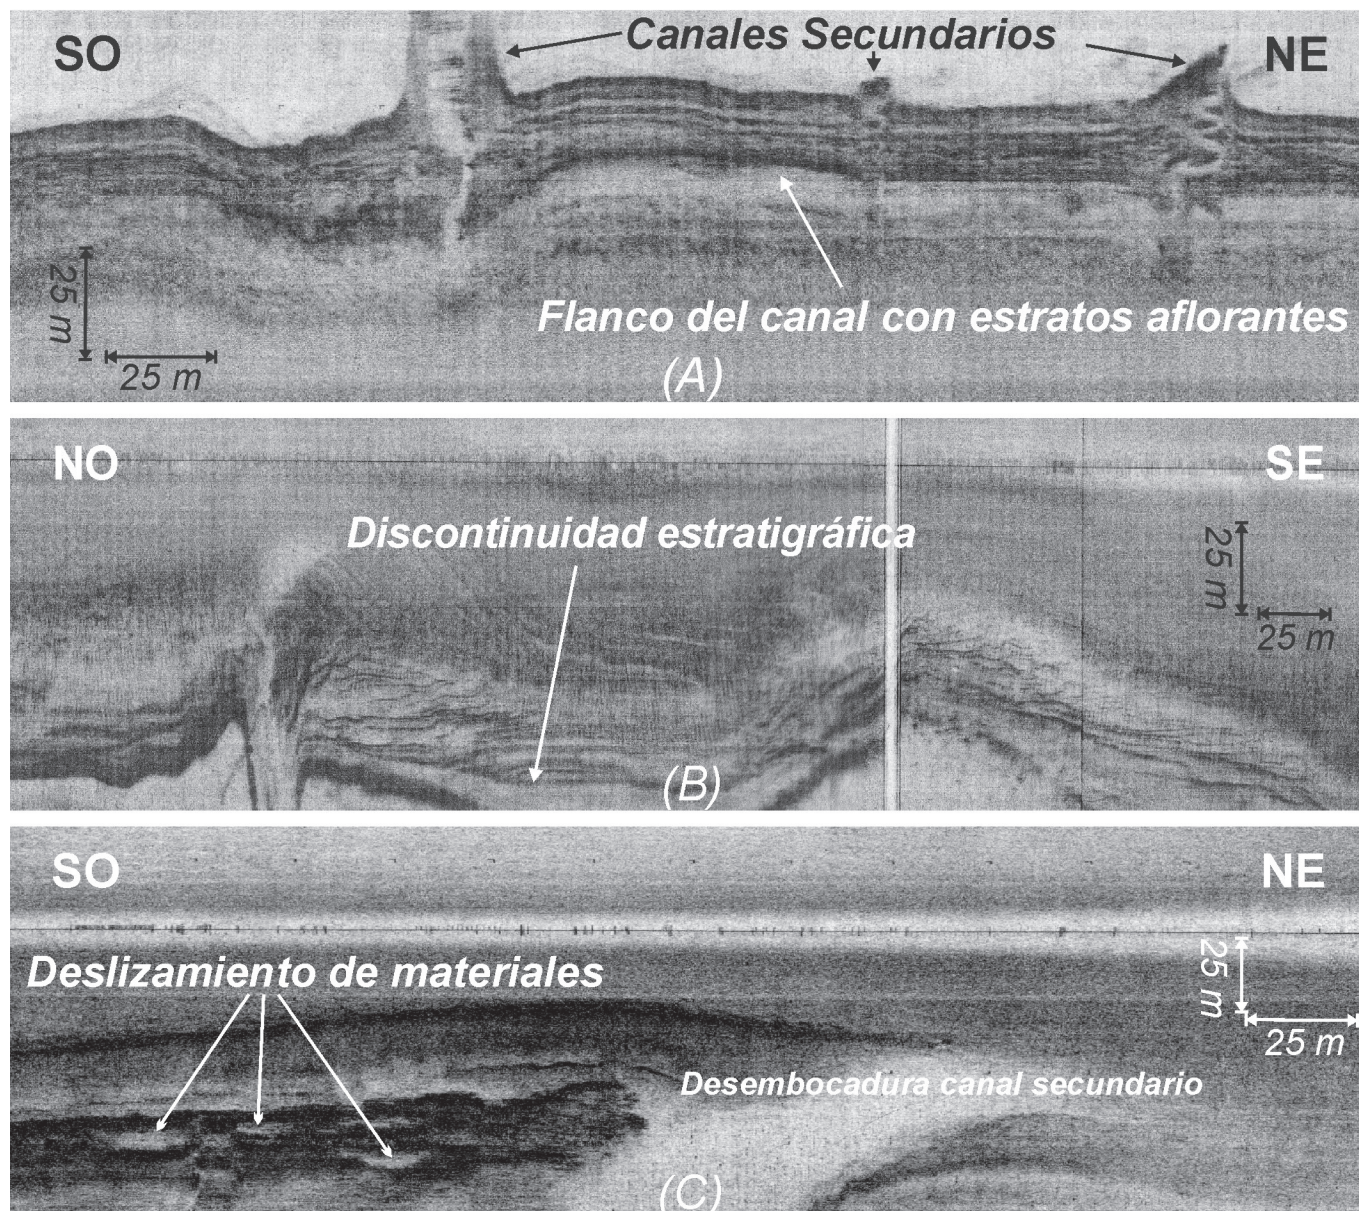 SO
Canales Secundarios
NE
25 m
25 m
Flanco del canal con estratos aflorantes
(A)
NO
SE
Discontinuidad estratigráfica
25 m
25 m
(B)
SO
NE
Deslizamiento de materiales
25 m
25 m
Desembocadura canal secundario
(C)